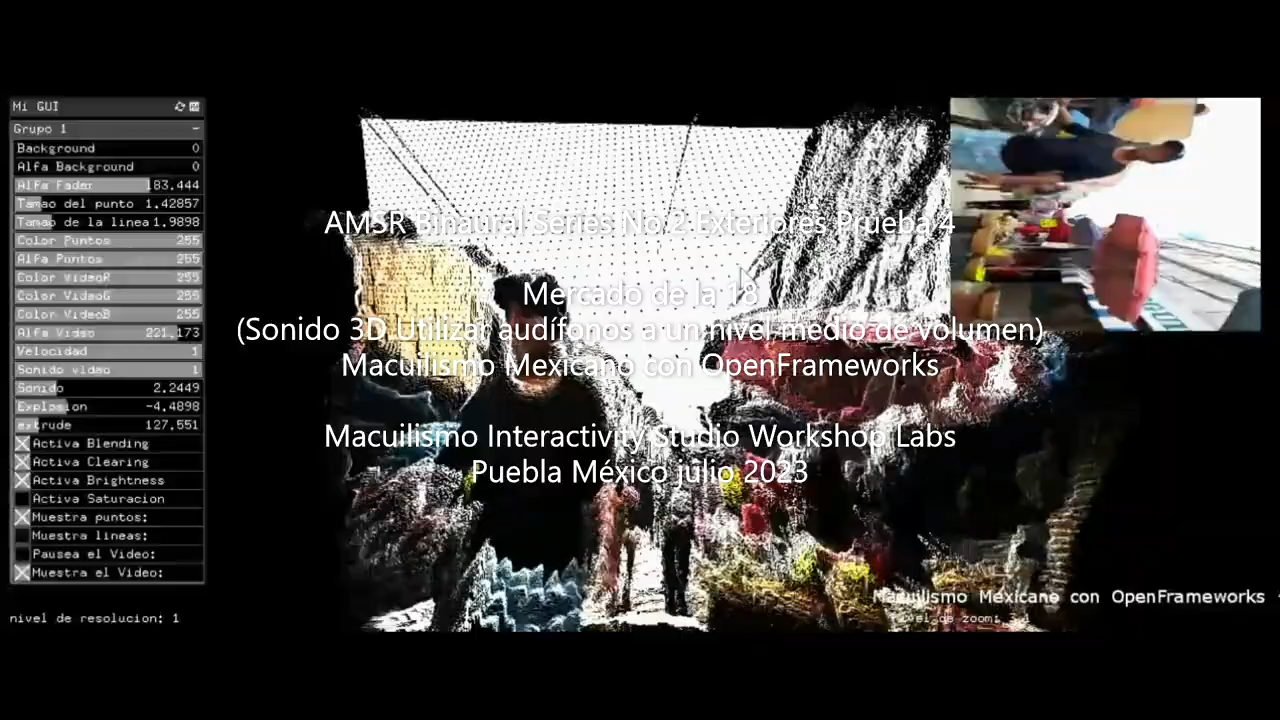 Mi GUI
Grupo 1
Background 0
Alfa Background 0
Alfa Fader 183.444
Tamao del punto 1.42857
Tamao de la linea 1.9898
Color Puntos 255
Alfa Puntos 255
Color VideoR 255
Color VideoG 255
Color VideoB 255
Alfa Video 221.173
Velocidad 1
Sonido video 1
Sonido 2.2449
Explosion -4.4898
extrude 127.551
Activa Blending
Activa Clearing
Activa Brightness
Activa Saturacion
Muestra puntos:
Muestra lineas:
Pausea el Video:
Muestra el Video:
nivel de resolucion: 1
AMSR Binaural Series No.2 Exteriores Prueba 4
Mercado de la 18
(Sonido 3D Utilizar audífonos a un nivel medio de volumen)
Macuilismo Mexicano con OpenFrameworks
Macuilismo Interactivity Studio Workshop Labs
Puebla México julio 2023
Macuilismo Mexicano con OpenFrameworks
nivel de zoom: 3.1